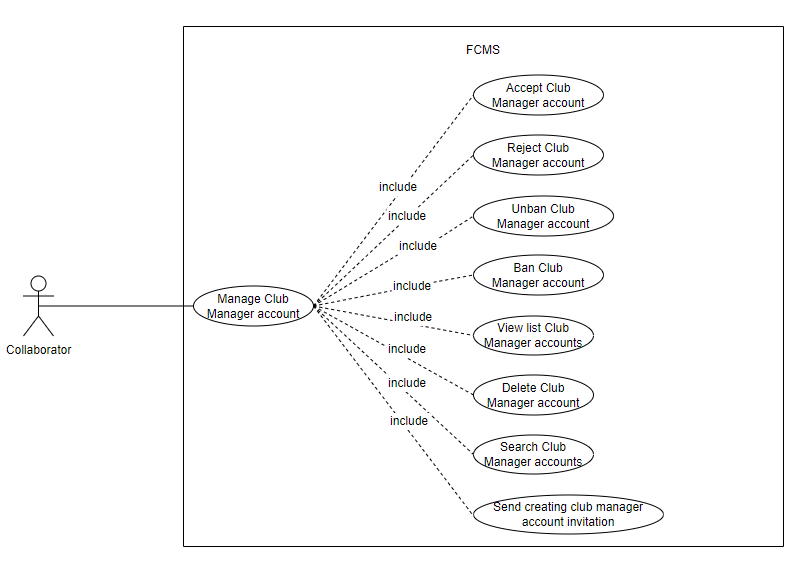 FCMS
Accept Club
Manager account
Reject Club
Manager account
include
include
Unban Club
Manager account
include
Ban Club
Manager account
include
Manage Club
Manager account
include
View list Club
Manager accounts
Collaborator
include
include
Delete Club
Manager account
include
Search Club
Manager accounts
Send creating club manager
account invitation